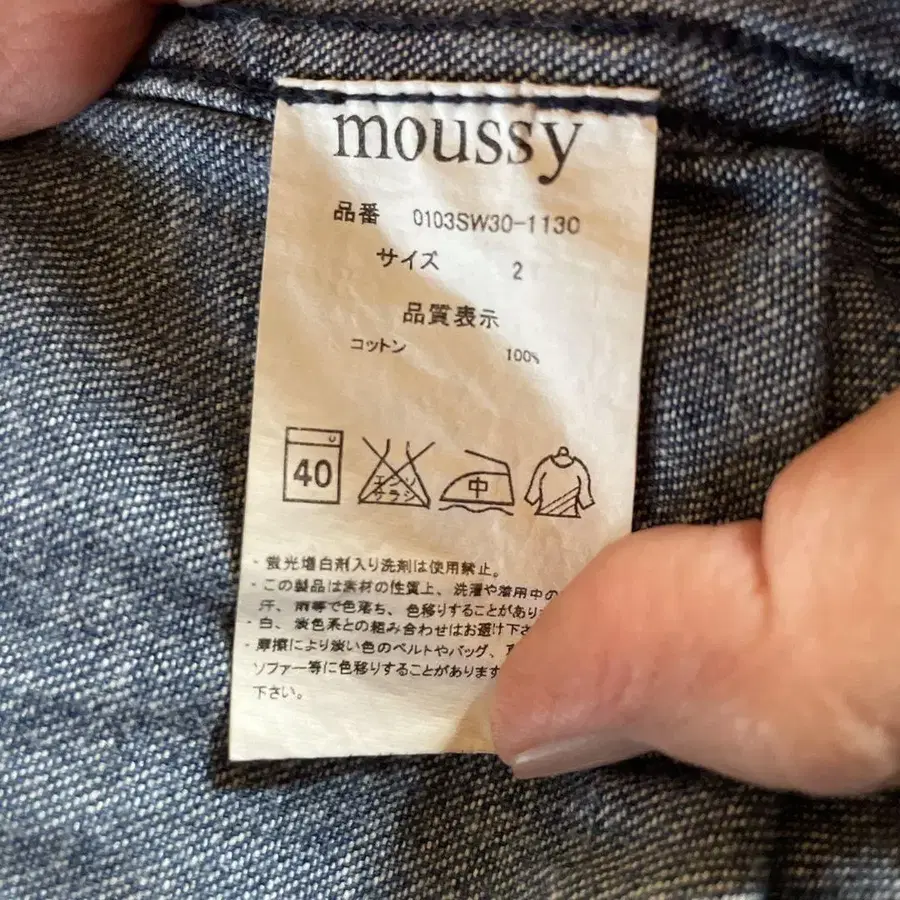 moussy
品番 0103SW30-1130
サイズ 2
品質表示
コットン 100%
40
エンソ
サラシ
中
・蛍光増白剤入り洗剤は使用禁止。
・この製品は素材の性質上、洗濯や着用中の
汗、雨等で色落ち、色移りすることがあり
・白、淡色系との組み合わせはお避け下さ
・摩擦により淡い色のベルトやバッグ、
ソファー等に色移りすることがあります
下さい。